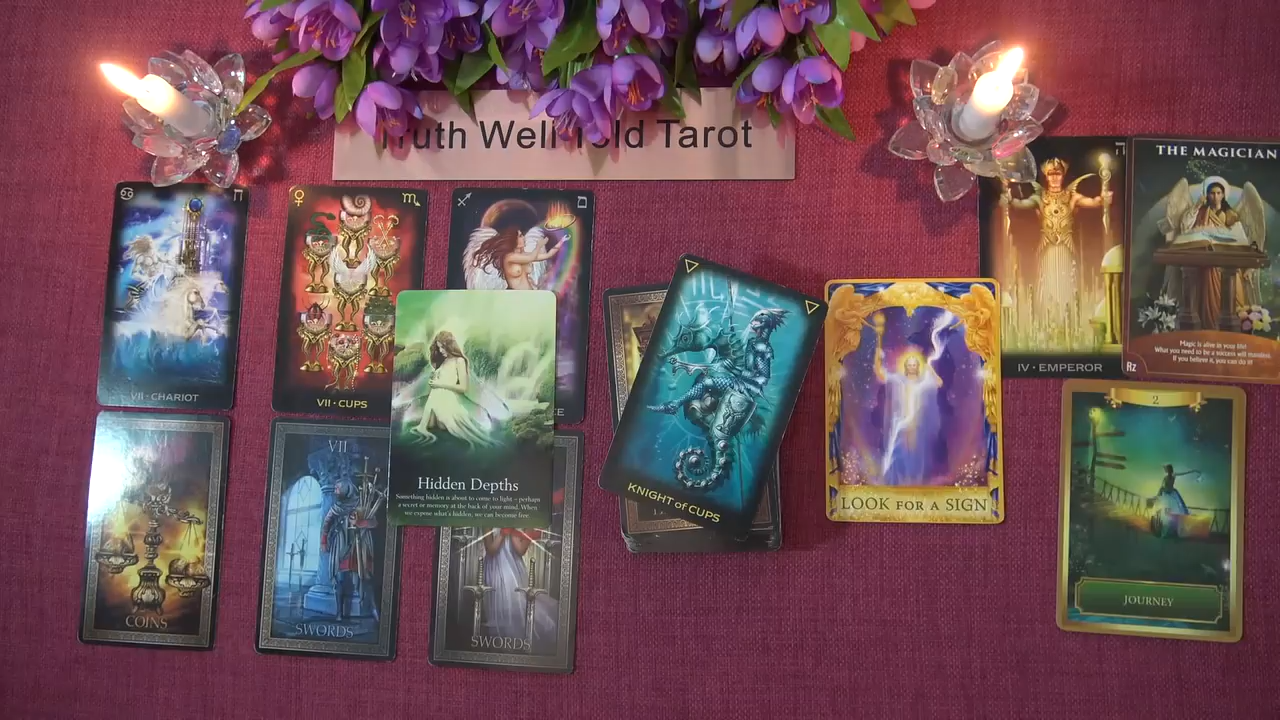 Truth Well Told Tarot
THE MAGICIAN
VII · CHARIOT
VII · CUPS
CE
IV · EMPEROR
Magic is alive in your life!
What you need to be a success will manifest.
If you believe it, you can do it!
Rz
2
VII
Hidden Depths
Something hidden is about to come to light – perhaps
a secret or memory at the back of your mind. When
we expose what's hidden, we can become free.
KNIGHT of CUPS
LOOK FOR A SIGN
JOURNEY
COINS
SWORDS
SWORDS